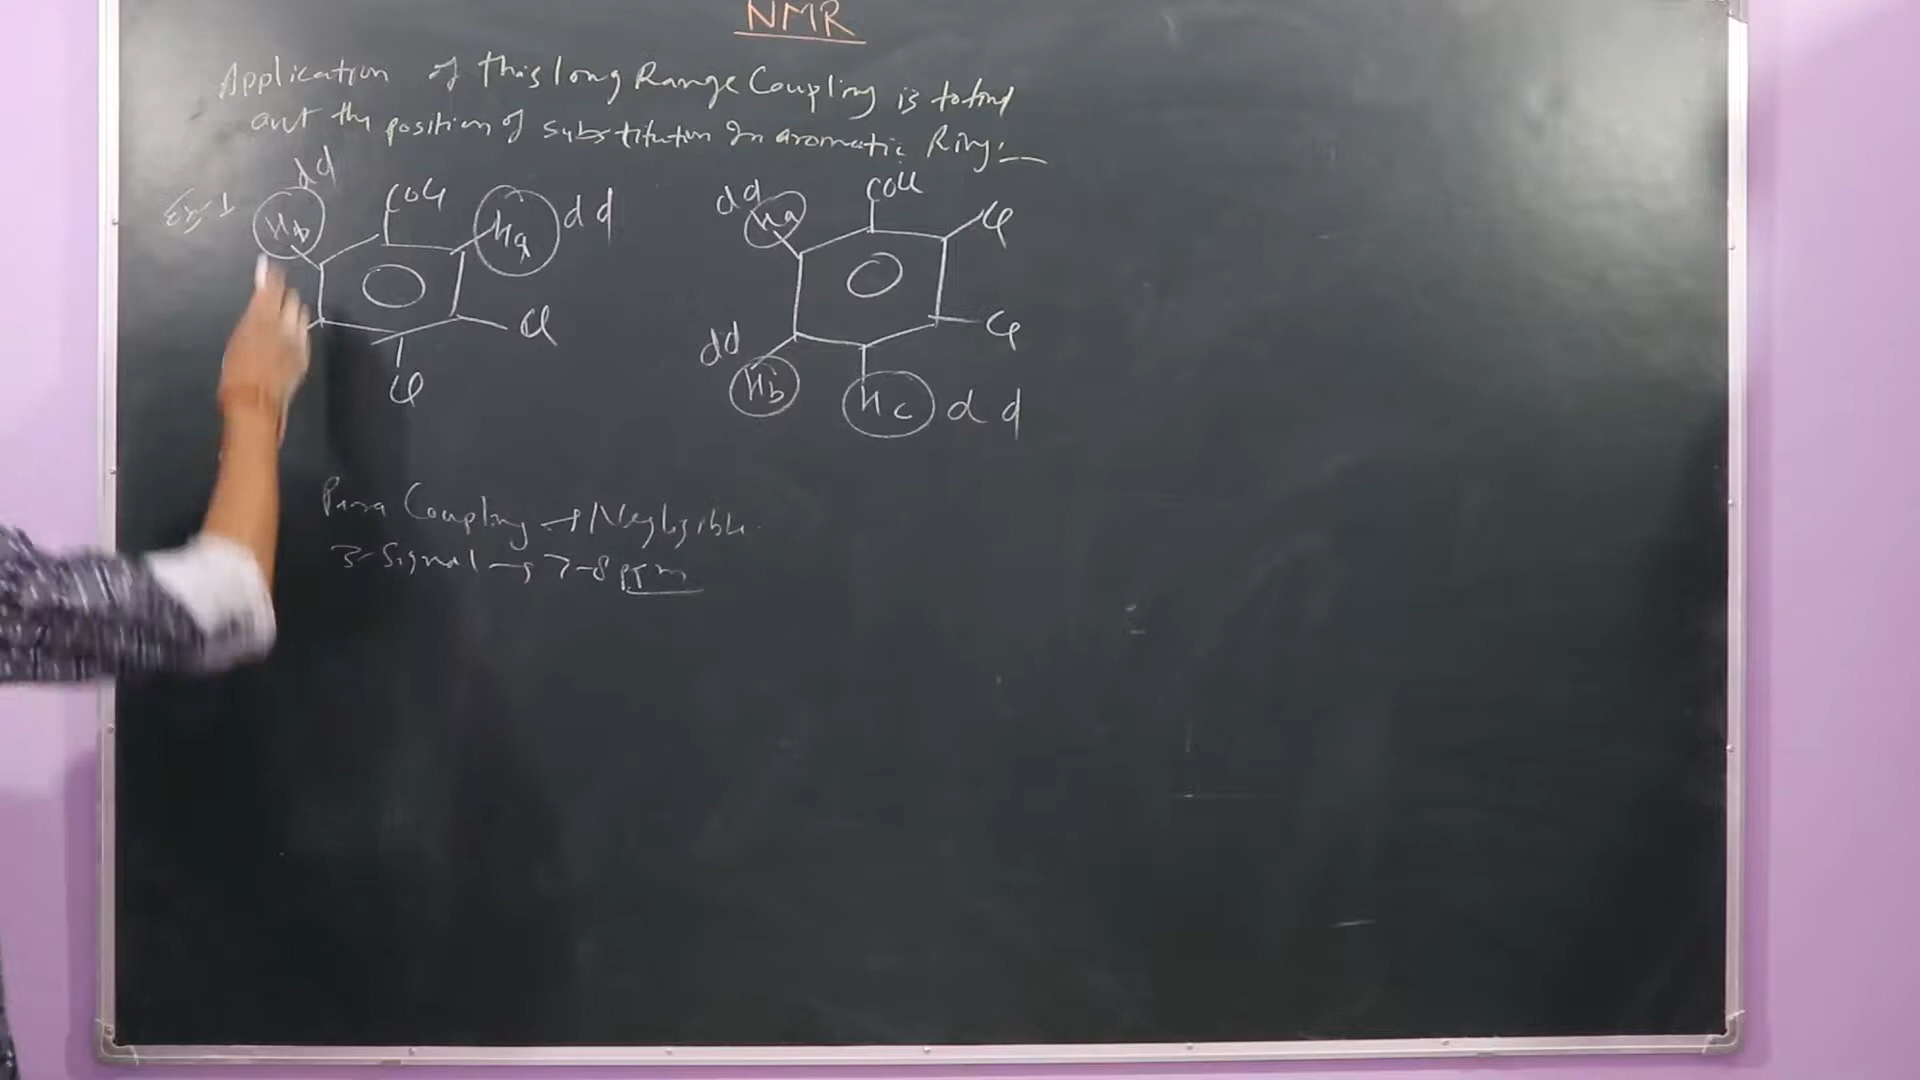 NMR
Application of this long Range Coupling is to find
out the position of substitution In aromatic Ring:—
Ex-1
dd
Hb
Ha
dd
Cl
Cl
dd
Ha
Cl
Cl
dd
Hb
Hc
dd
Para Coupling → Negligible.
3-Signal → 7-8 ppm